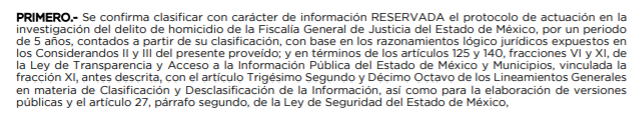 PRIMERO.- Se confirma clasificar con carácter de información RESERVADA el protocolo de actuación en la
investigación del delito de homicidio de la Fiscalía General de Justicia del Estado de México, por un periodo
de 5 años, contados a partir de su clasificación, con base en los razonamientos lógico jurídicos expuestos en
los Considerandos II y III del presente proveído; y en términos de los artículos 125 y 140, fracciones VI y XI, de
la Ley de Transparencia y Acceso a la Información Pública del Estado de México y Municipios, vinculada la
fracción XI, antes descrita, con el artículo Trigésimo Segundo y Décimo Octavo de los Lineamientos Generales
en materia de Clasificación y Desclasificación de la Información, así como para la elaboración de versiones
públicas y el artículo 27, párrafo segundo, de la Ley de Seguridad del Estado de México,